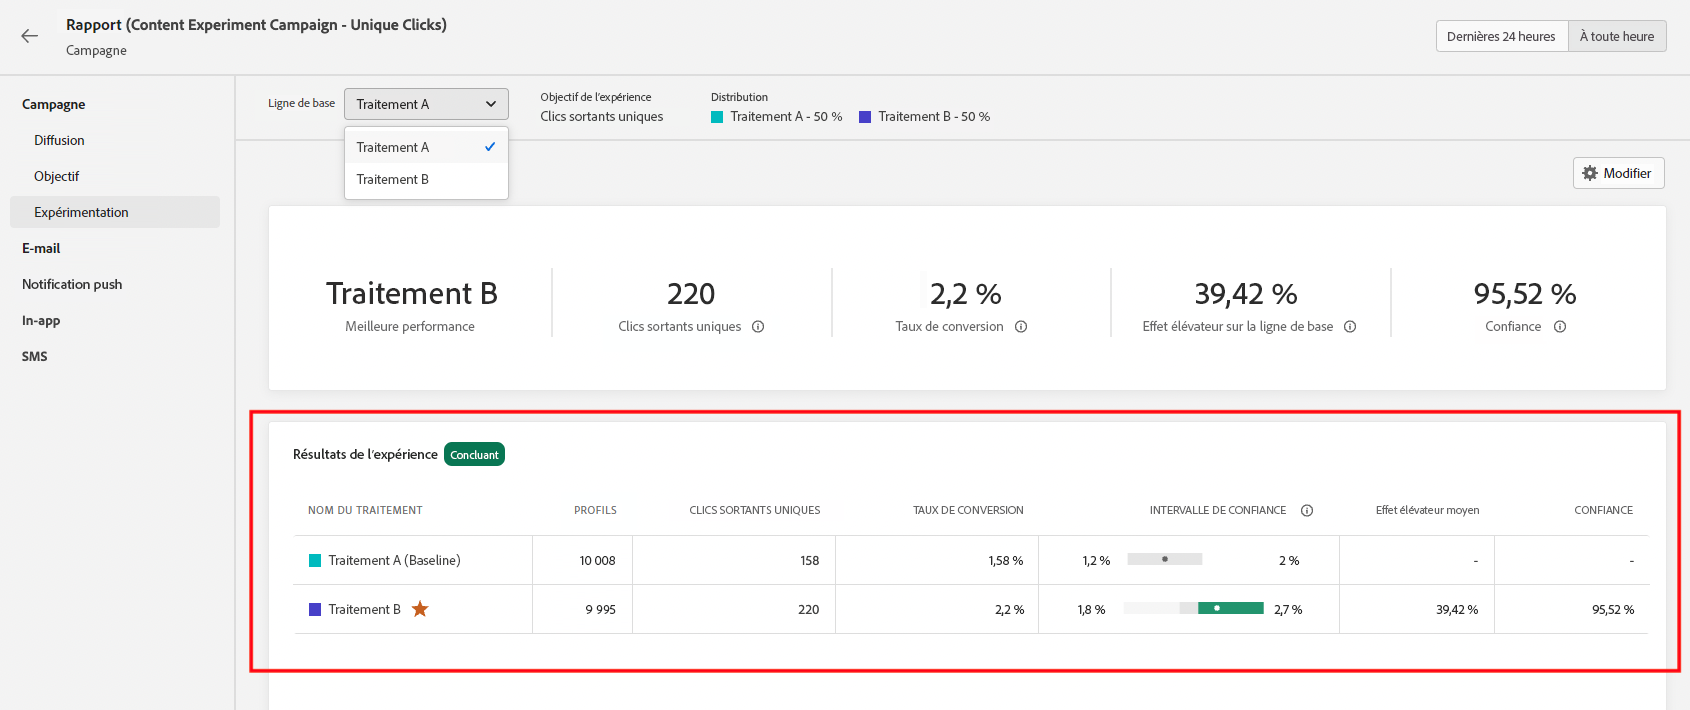 Rapport (Content Experiment Campaign - Unique Clicks)
Campagne
Dernières 24 heures
À toute heure
Campagne
Diffusion
Objectif
Expérimentation
E-mail
Notification push
In-app
SMS
Ligne de base
Traitement A
Traitement A
Traitement B
Objectif de l'expérience
Clics sortants uniques
Distribution
Traitement A - 50 %
Traitement B - 50 %
Modifier
Traitement B
Meilleure performance
220
Clics sortants uniques
2,2 %
Taux de conversion
39,42 %
Effet élévateur sur la ligne de base
95,52 %
Confiance
Résultats de l'expérience Concluant
NOM DU TRAITEMENT PROFILS CLICS SORTANTS UNIQUES TAUX DE CONVERSION INTERVALLE DE CONFIANCE Effet élévateur moyen CONFIANCE
Traitement A (Baseline) 10 008 158 1,58 % 1,2 % 2 % - -
Traitement B 9 995 220 2,2 % 1,8 % 2,7 % 39,42 % 95,52 %